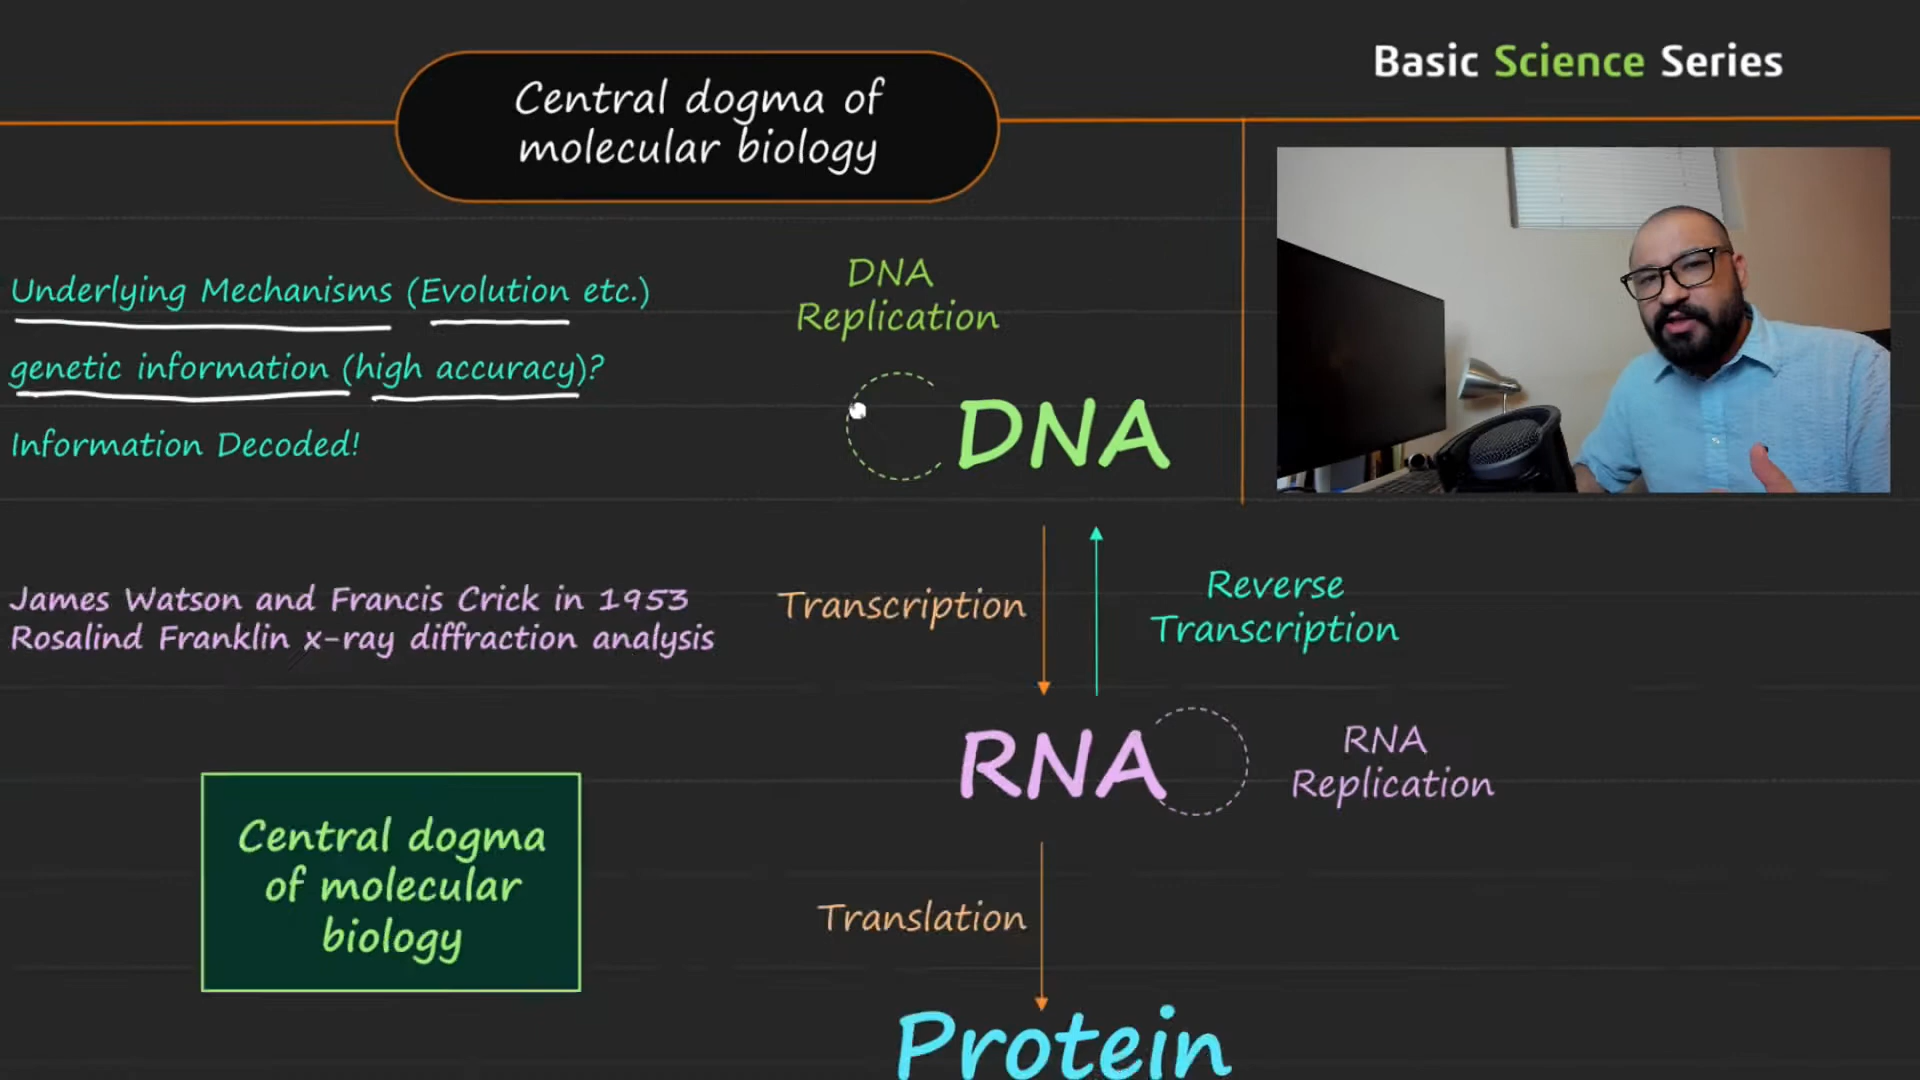 Central dogma of
molecular biology
Basic Science Series
Underlying Mechanisms (Evolution etc.)
genetic information (high accuracy)?
Information Decoded!
DNA
Replication
DNA
James Watson and Francis Crick in 1953
Rosalind Franklin x-ray diffraction analysis
Transcription
Reverse
Transcription
RNA
RNA
Replication
Central dogma
of molecular
biology
Translation
Protein